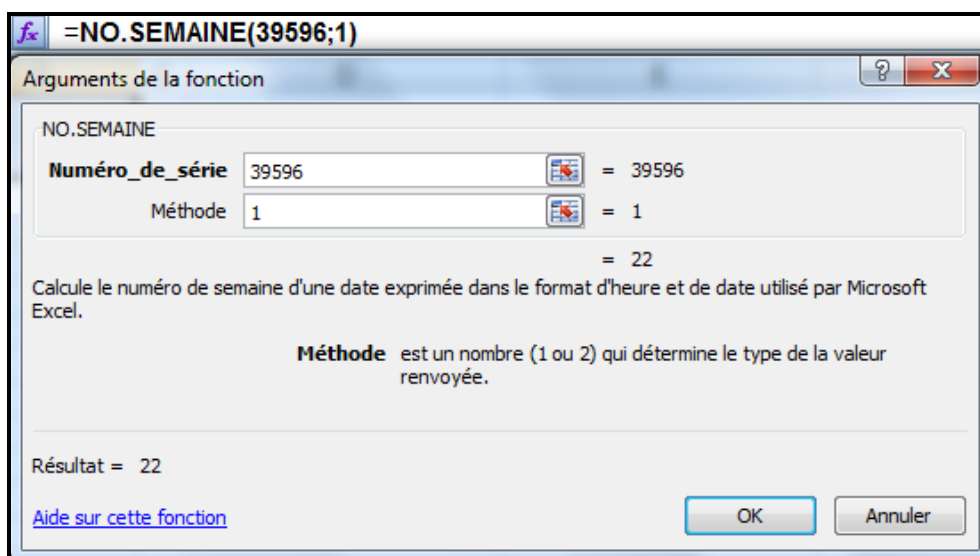 fx =NO.SEMAINE(39596;1)
Arguments de la fonction ? X
NO.SEMAINE
Numéro_de_série 39596 = 39596
Méthode 1 = 1
= 22
Calcule le numéro de semaine d'une date exprimée dans le format d'heure et de date utilisé par Microsoft
Excel.
Méthode est un nombre (1 ou 2) qui détermine le type de la valeur
renvoyée.
Résultat = 22
Aide sur cette fonction OK Annuler